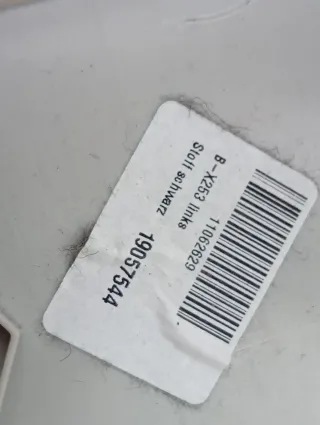 B-X253 links
Stoff schwarz
11062629
19057544